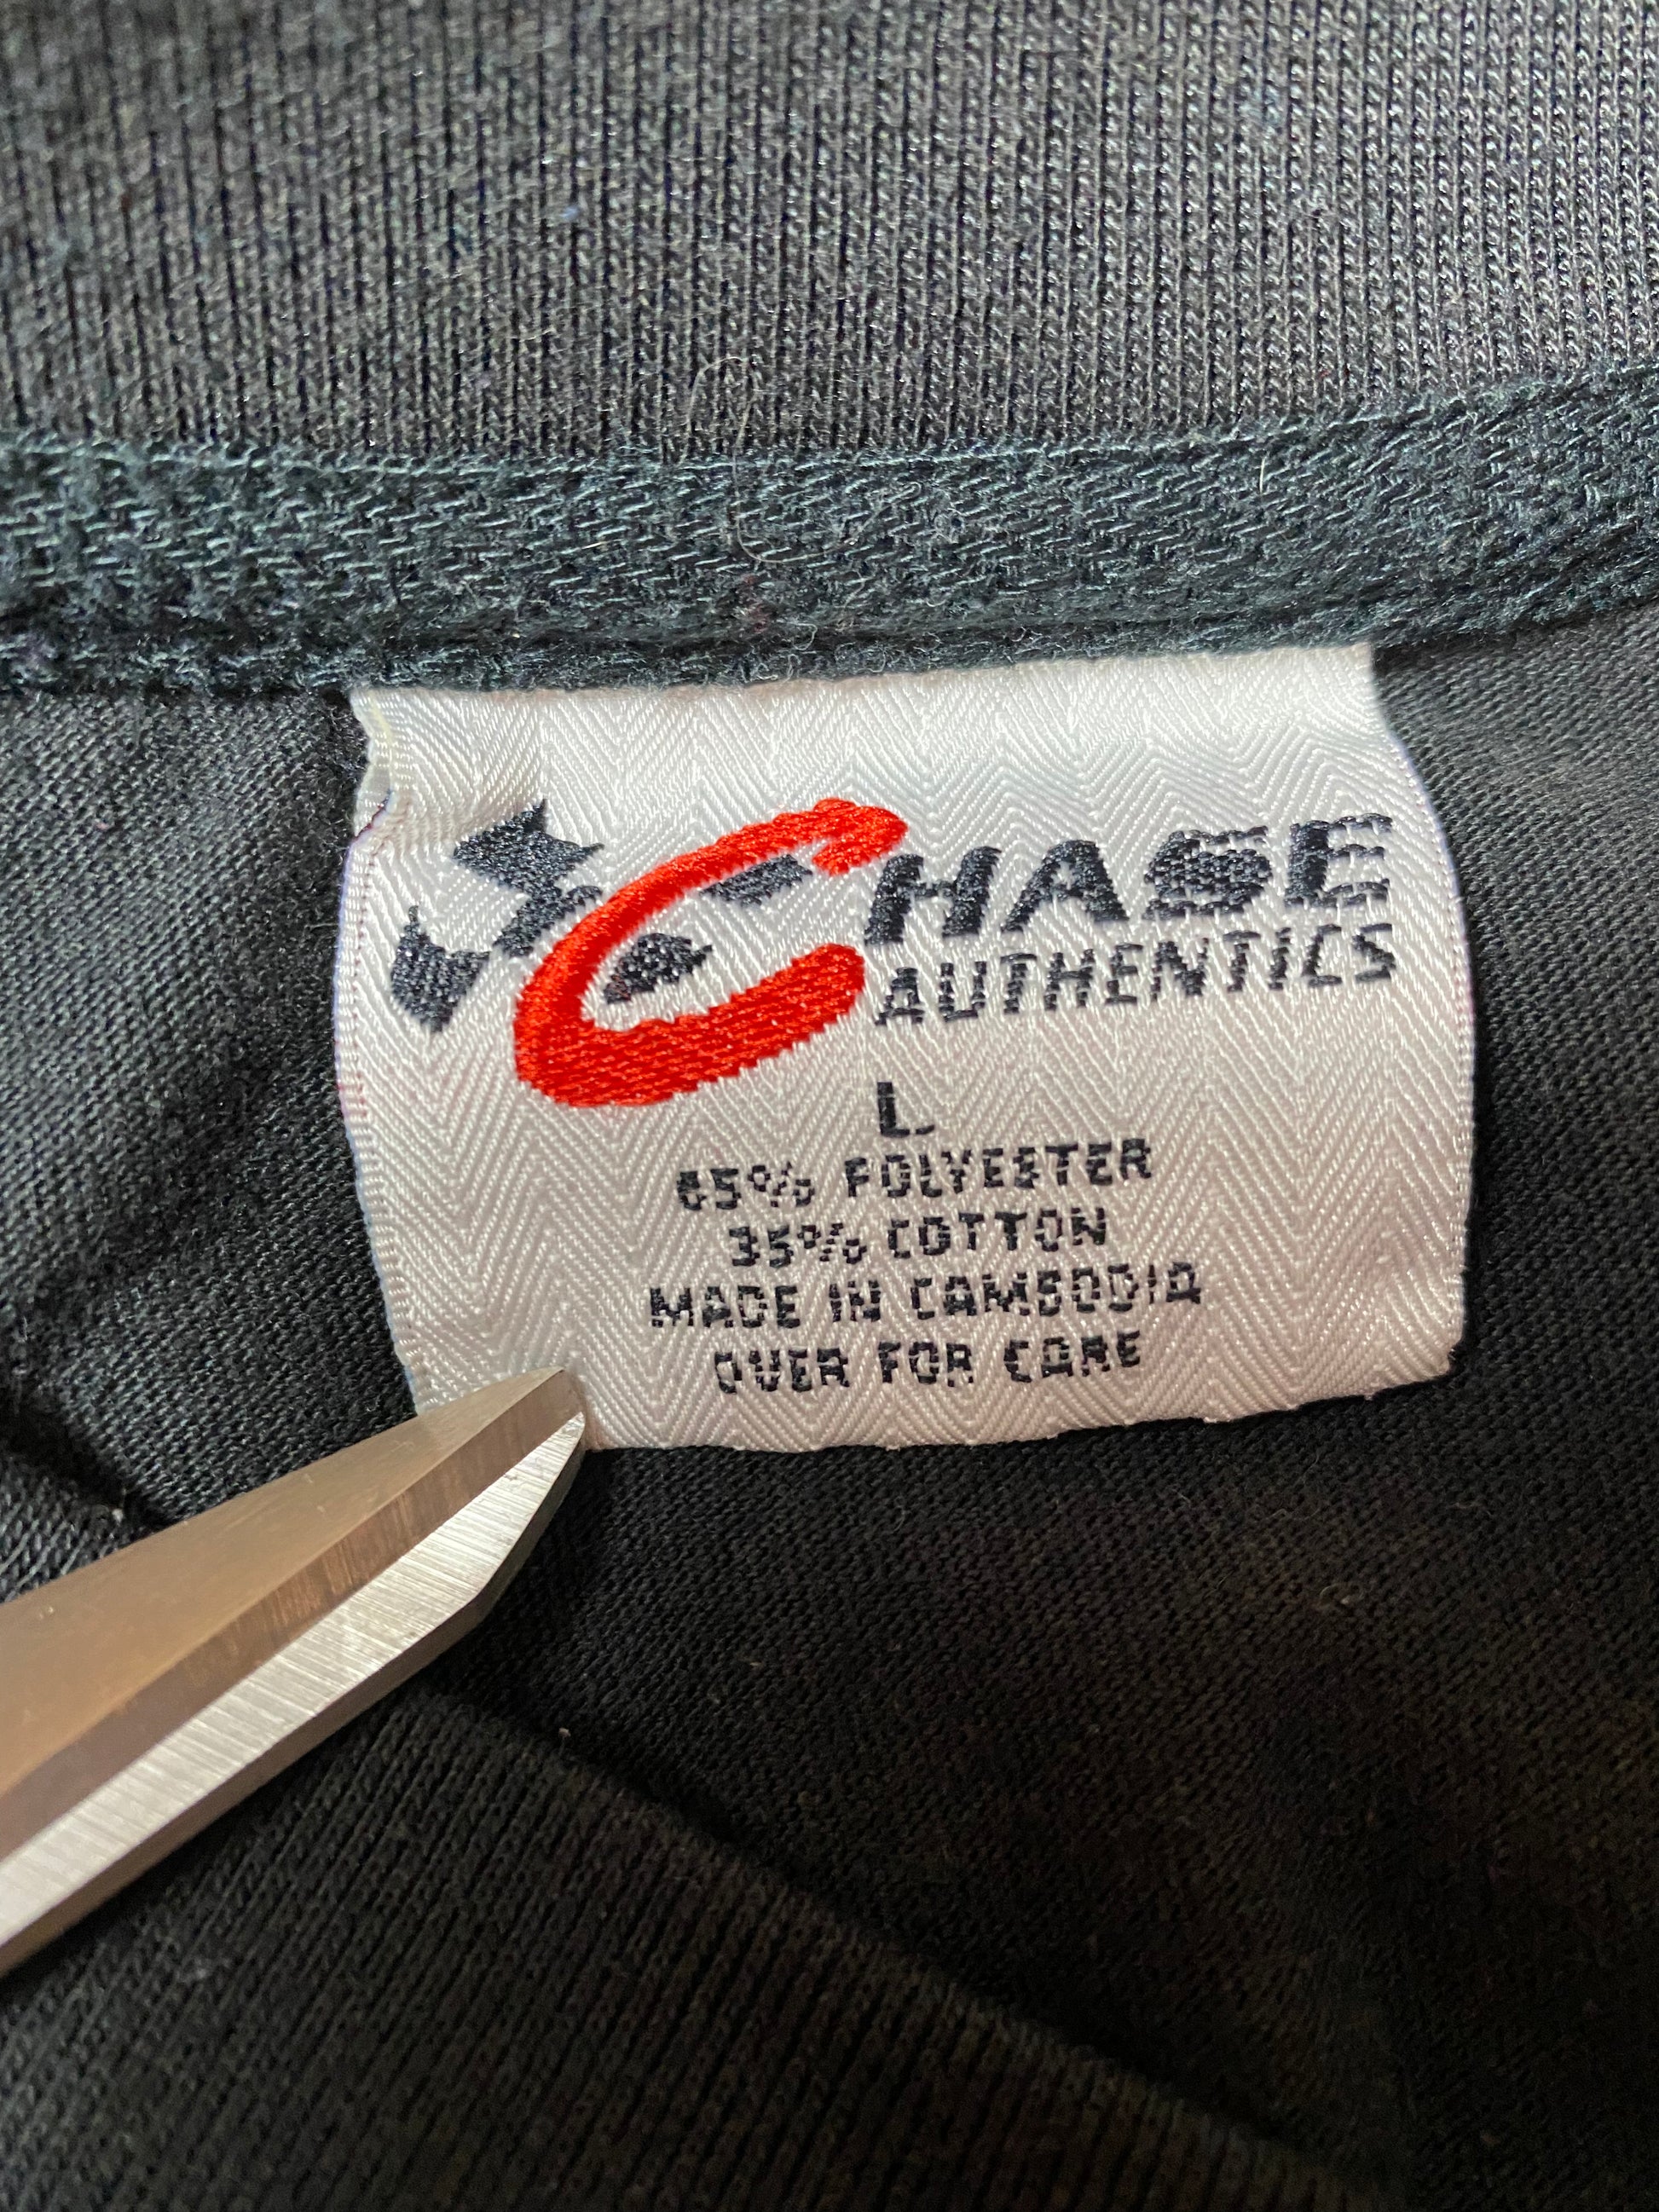 CHASE
AUTHENTICS
L
65% POLYESTER
35% COTTON
MADE IN CAMBODIA
OVER FOR CARE